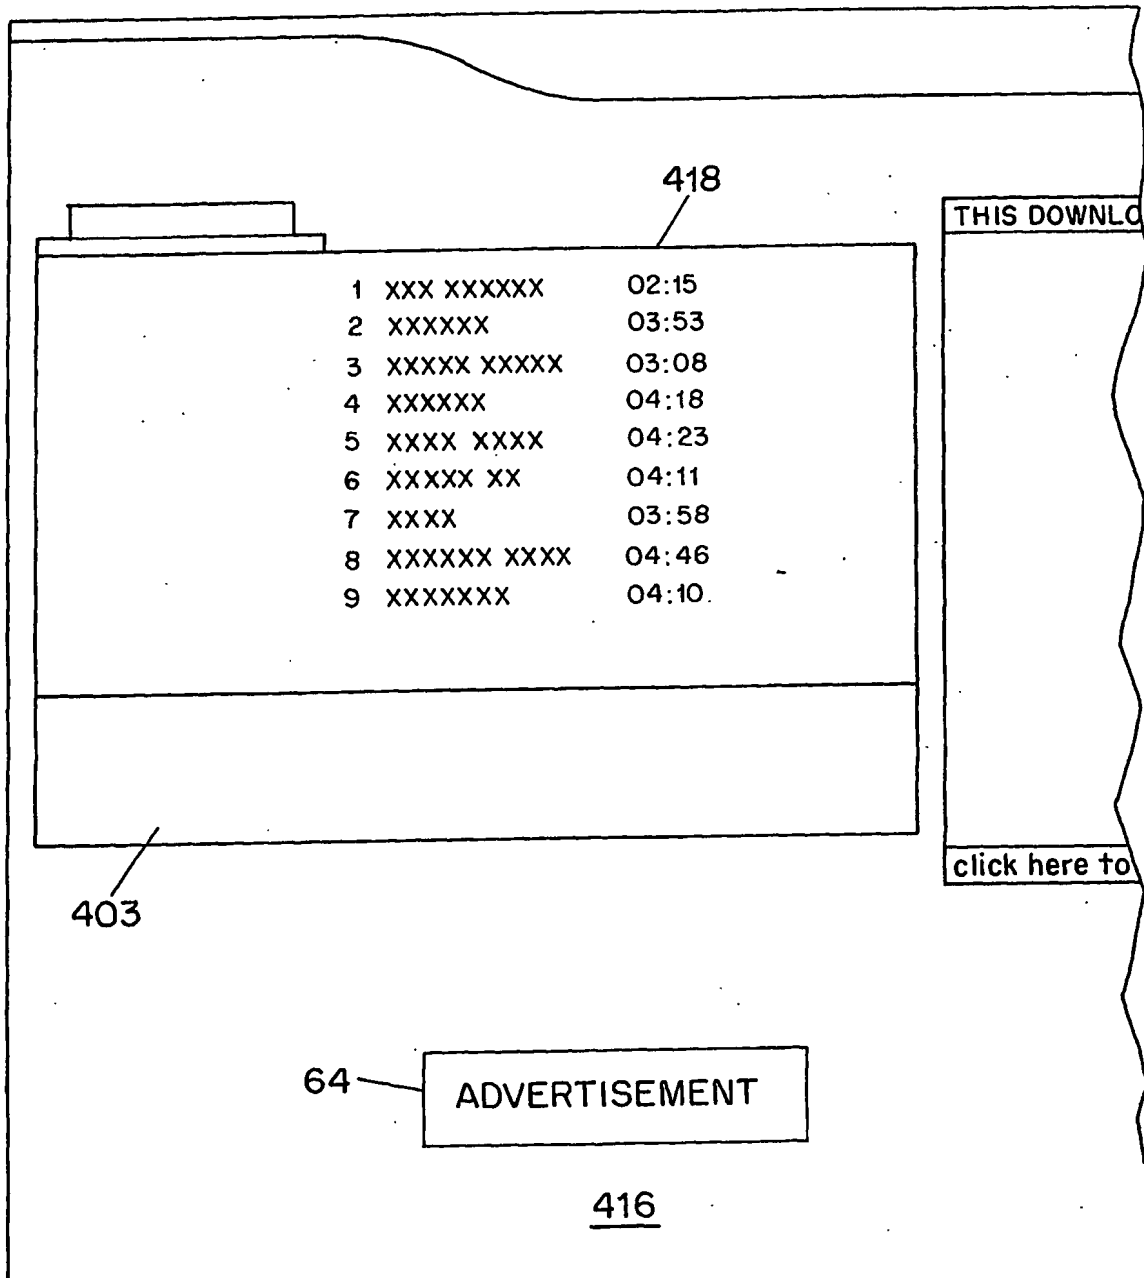 418
THIS DOWNLO
1 XXX XXXXXX 02:15
2 XXXXXX 03:53
3 XXXXX XXXXX 03:08
4 XXXXXX 04:18
5 XXXX XXXX 04:23
6 XXXXX XX 04:11
7 XXXX 03:58
8 XXXXXX XXXX 04:46
9 XXXXXXX 04:10
click here to
403
64
ADVERTISEMENT
416